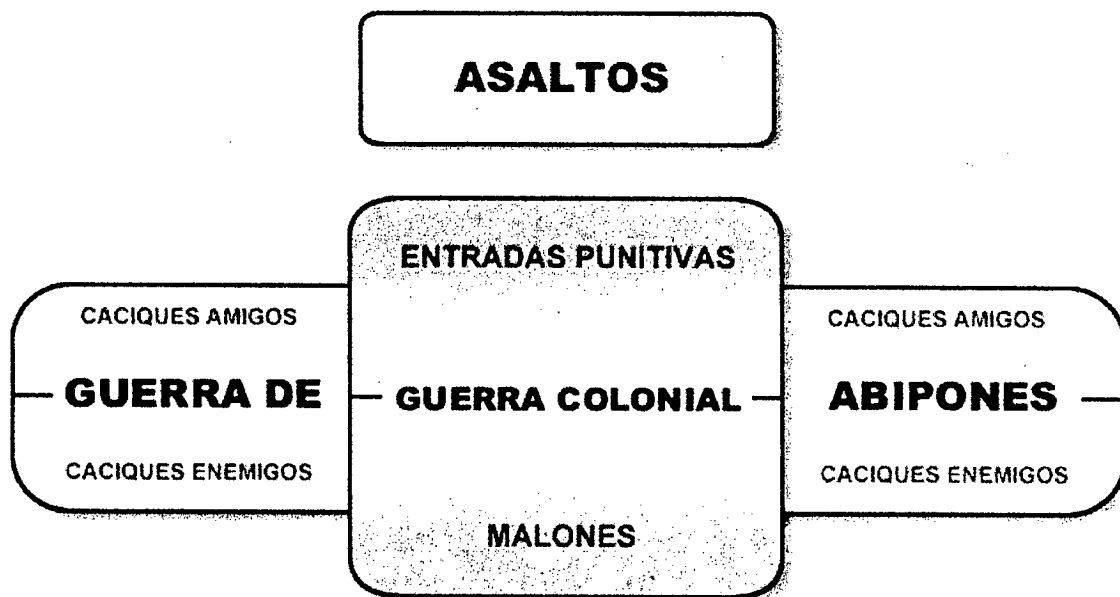 ASALTOS
ENTRADAS PUNITIVAS
CACIQUES AMIGOS
CACIQUES AMIGOS
GUERRA DE
GUERRA COLONIAL
ABIPONES
CACIQUES ENEMIGOS
CACIQUES ENEMIGOS
MALONES